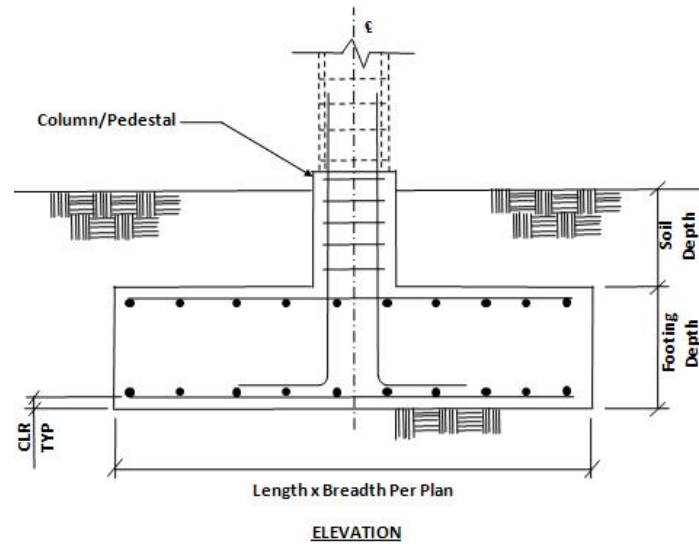 ℄
Column/Pedestal
Soil
Depth
Footing
Depth
CLR
TYP
Length x Breadth Per Plan
ELEVATION